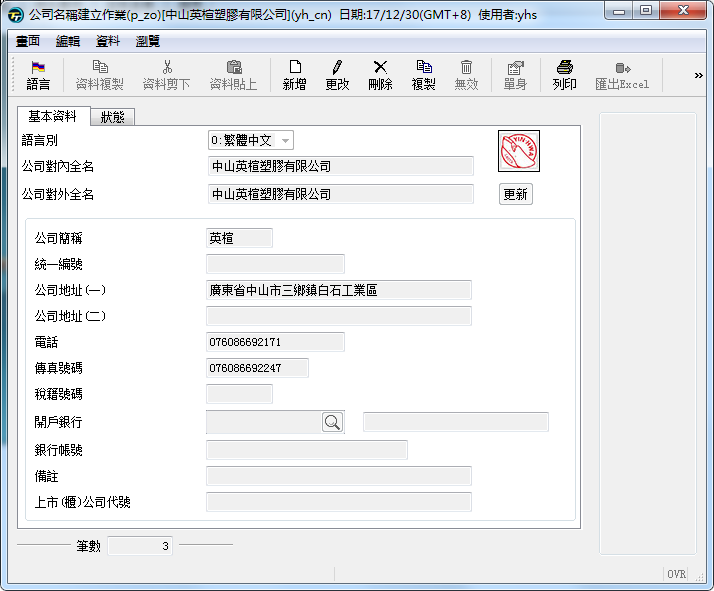 公司名稱建立作業(p_zo)[中山英楦塑膠有限公司](yh_cn) 日期:17/12/30(GMT+8) 使用者:yhs
畫面 編輯 資料 瀏覽
語言 資料複製 資料剪下 資料貼上 新增 更改 刪除 複製 無效 單身 列印 匯出Excel »
基本資料 狀態
語言別 0:繁體中文
公司對內全名 中山英楦塑膠有限公司
公司對外全名 中山英楦塑膠有限公司 更新
公司簡稱 英楦
統一編號
公司地址(一) 廣東省中山市三鄉鎮白石工業區
公司地址(二)
電話 076086692171
傳真號碼 076086692247
稅籍號碼
開戶銀行
銀行帳號
備註
上市(櫃)公司代號
筆數 3
OVR